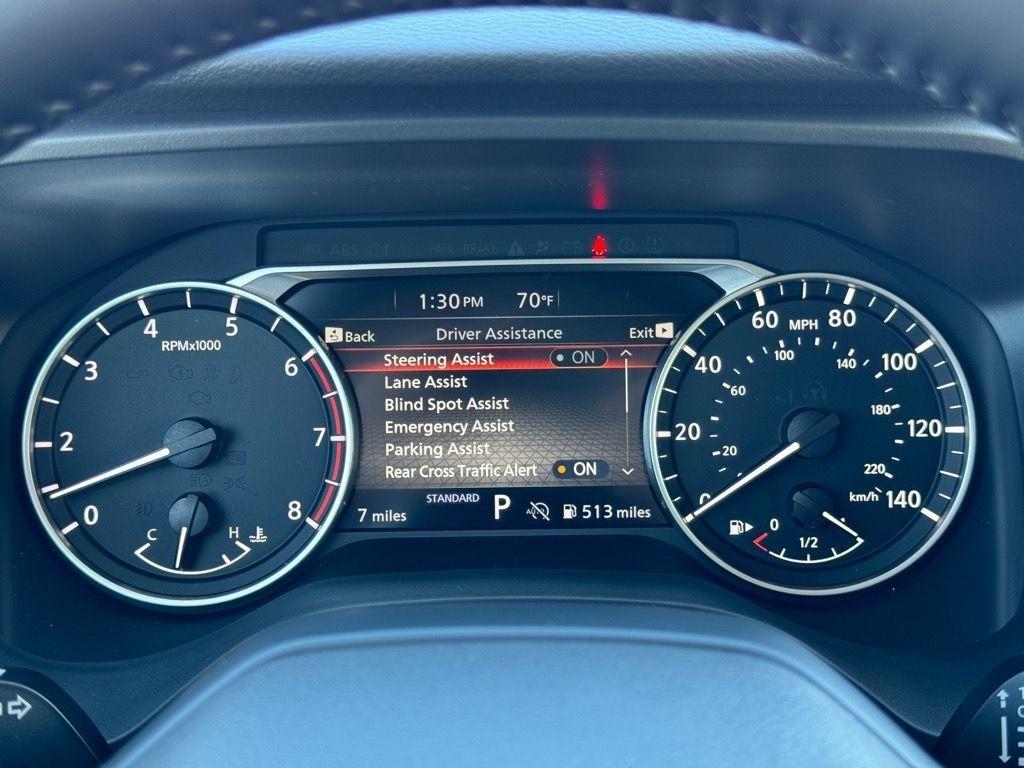 ABS PARK BRAKE
1:30 PM 70°F
Back Driver Assistance Exit
Steering Assist ON
Lane Assist
Blind Spot Assist
Emergency Assist
Parking Assist
Rear Cross Traffic Alert ON
STANDARD
7 miles P AUTO 513 miles
RPMx1000
0 2 3 4 5 6 7 8
C H
MPH
0 20 40 60 80 100 120 140
20 60 100 140 180 220
km/h
0 1/2